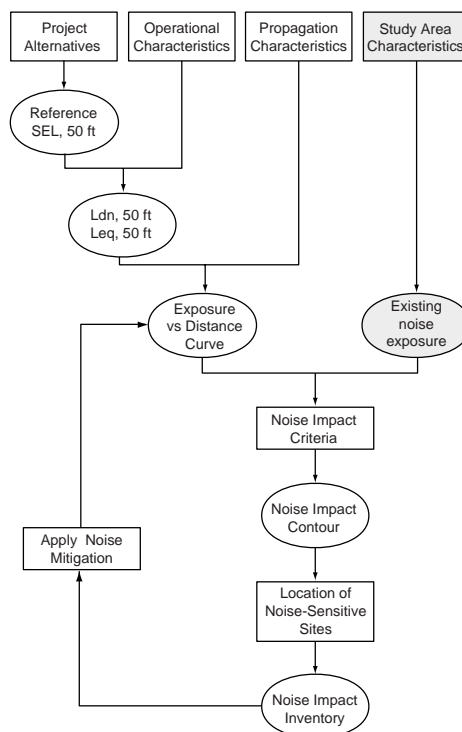 Project
Alternatives
Operational
Characteristics
Propagation
Characteristics
Study Area
Characteristics
Reference
SEL, 50 ft
Ldn, 50 ft
Leq, 50 ft
Exposure
vs Distance
Curve
Existing
noise
exposure
Noise Impact
Criteria
Noise Impact
Contour
Apply Noise
Mitigation
Location of
Noise-Sensitive
Sites
Noise Impact
Inventory